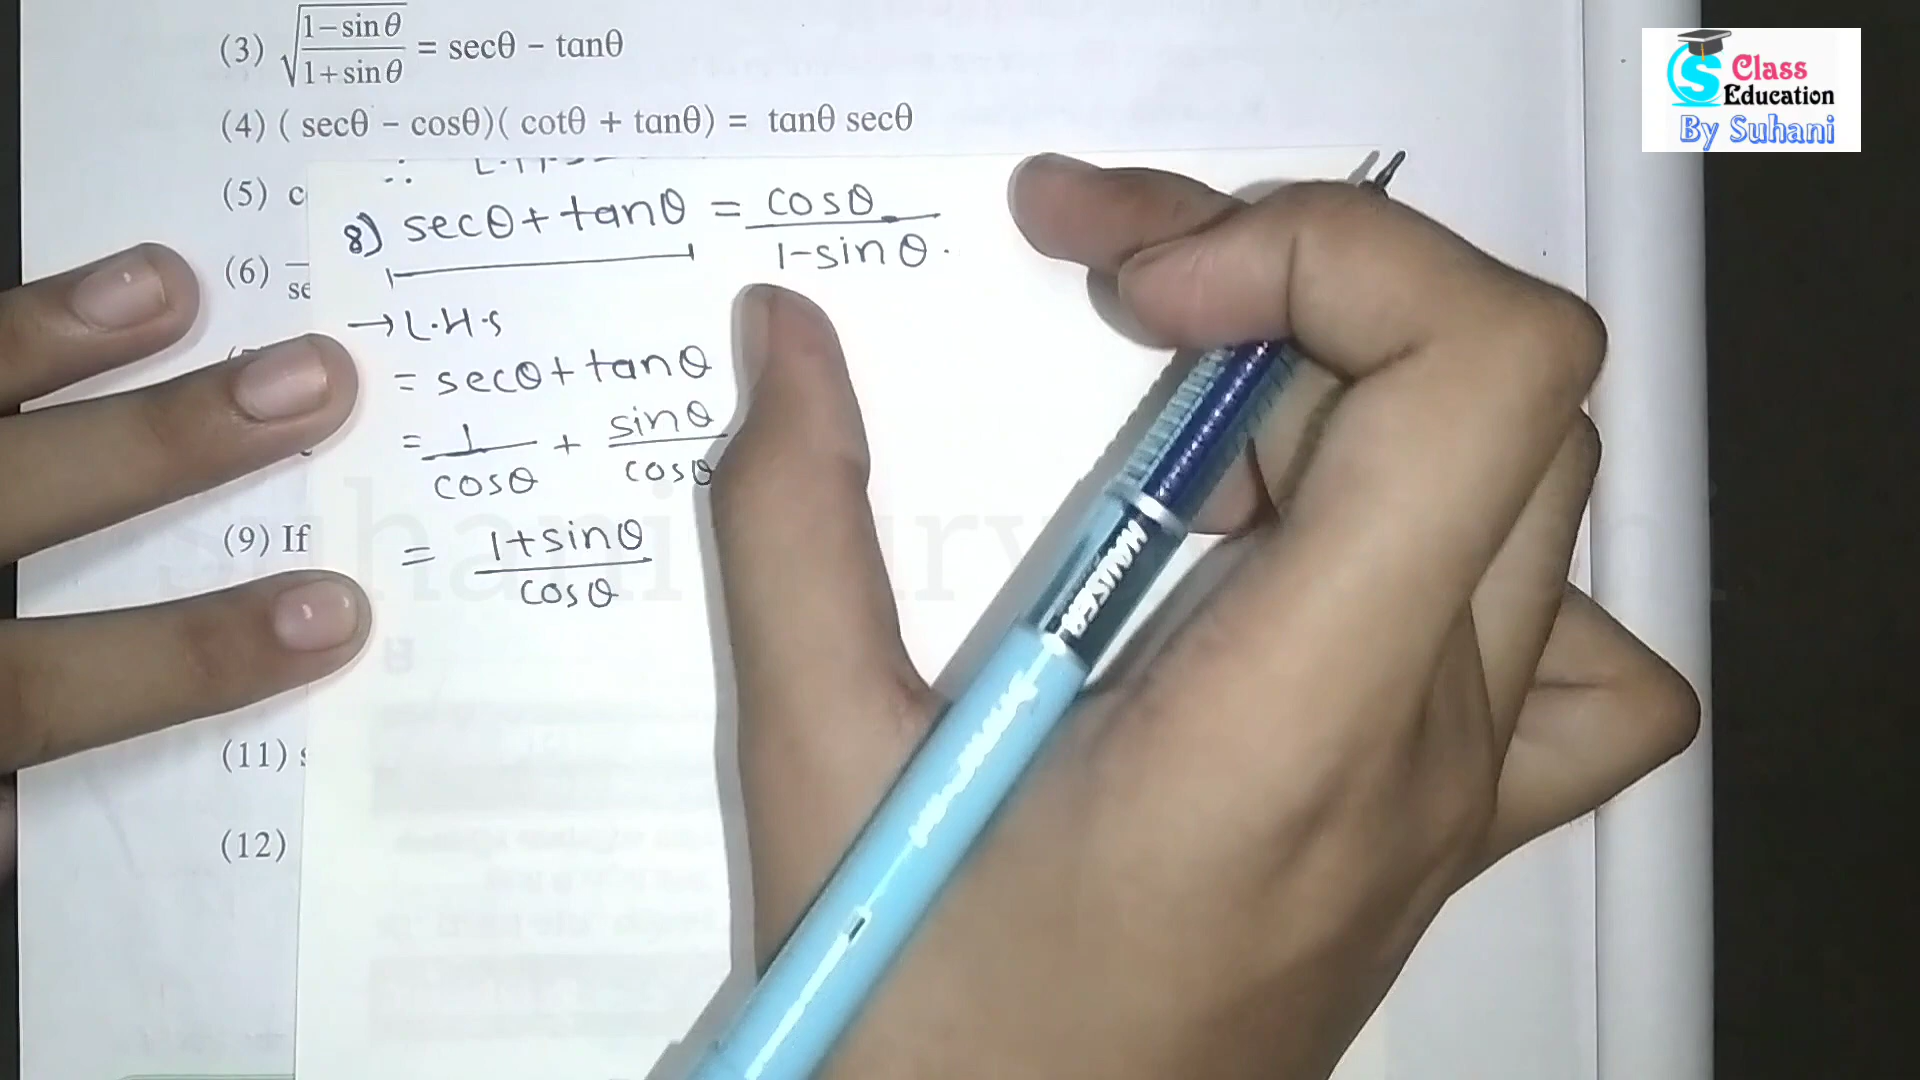 (3) √((1−sinθ)/(1+sinθ)) = secθ − tanθ
(4) ( secθ − cosθ)( cotθ + tanθ) = tanθ secθ
(5) c
∴ L.H.S
8) secθ + tanθ = cosθ / 1−sinθ.
(6)
se
→ L.H.S
= secθ + tanθ
= 1/cosθ + sinθ/cosθ
(9) If
= 1+sinθ / cosθ
(11) s
(12)
S Class
Education
By Suhani
HAUSER